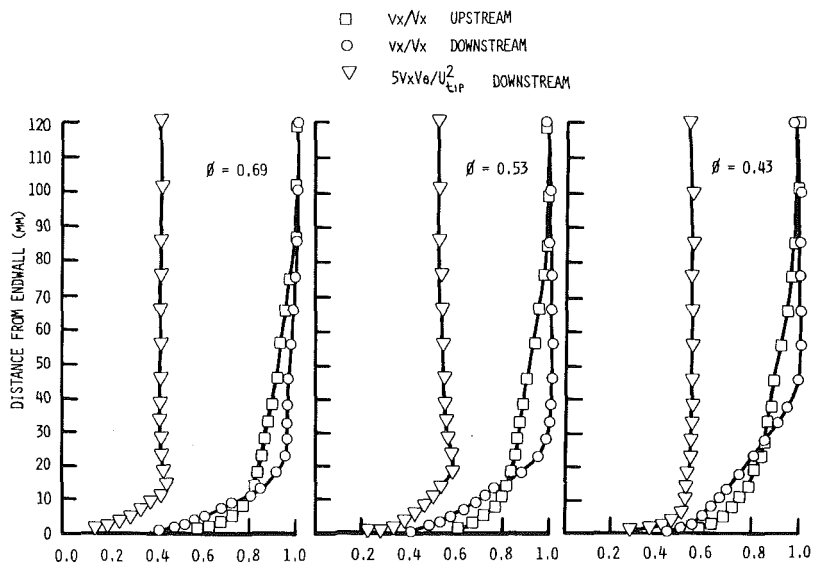 Vx/Vx UPSTREAM
Vx/Vx DOWNSTREAM
5VxVθ/U²tip DOWNSTREAM
DISTANCE FROM ENDWALL (MM)
120
100
80
70
60
50
40
30
20
10
0
Ø = 0.69
Ø = 0.53
Ø = 0.43
0.0 0.2 0.4 0.6 0.8 1.0
0.2 0.4 0.6 0.8 1.0
0.2 0.4 0.6 0.8 1.0